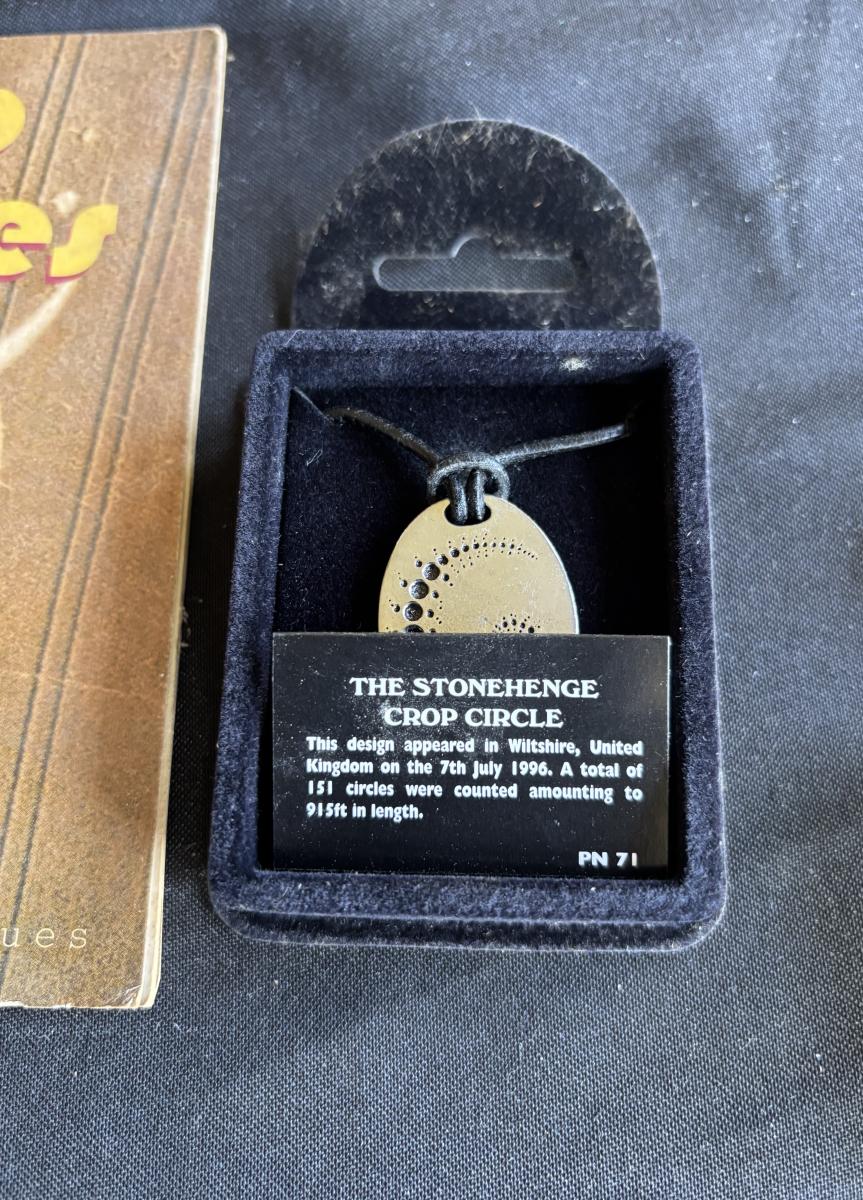 es
ues
THE STONEHENGE
CROP CIRCLE
This design appeared in Wiltshire, United
Kingdom on the 7th July 1996. A total of
151 circles were counted amounting to
915ft in length.
PN 71